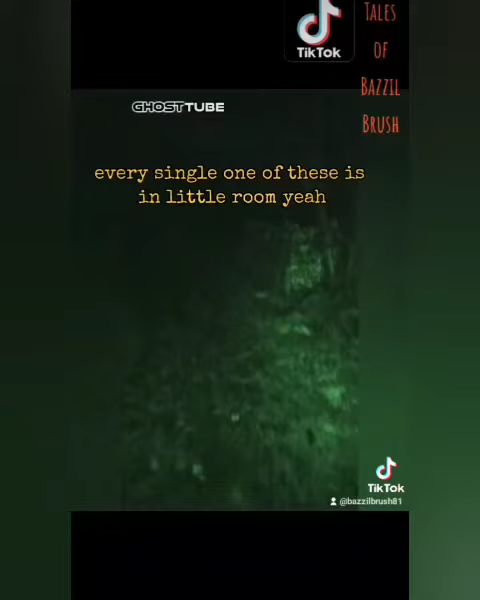 TikTok
TALES
OF
BAZZIL
BRUSH
GHOSTTUBE
every single one of these is
in little room yeah
TikTok
@bazzilbrush81